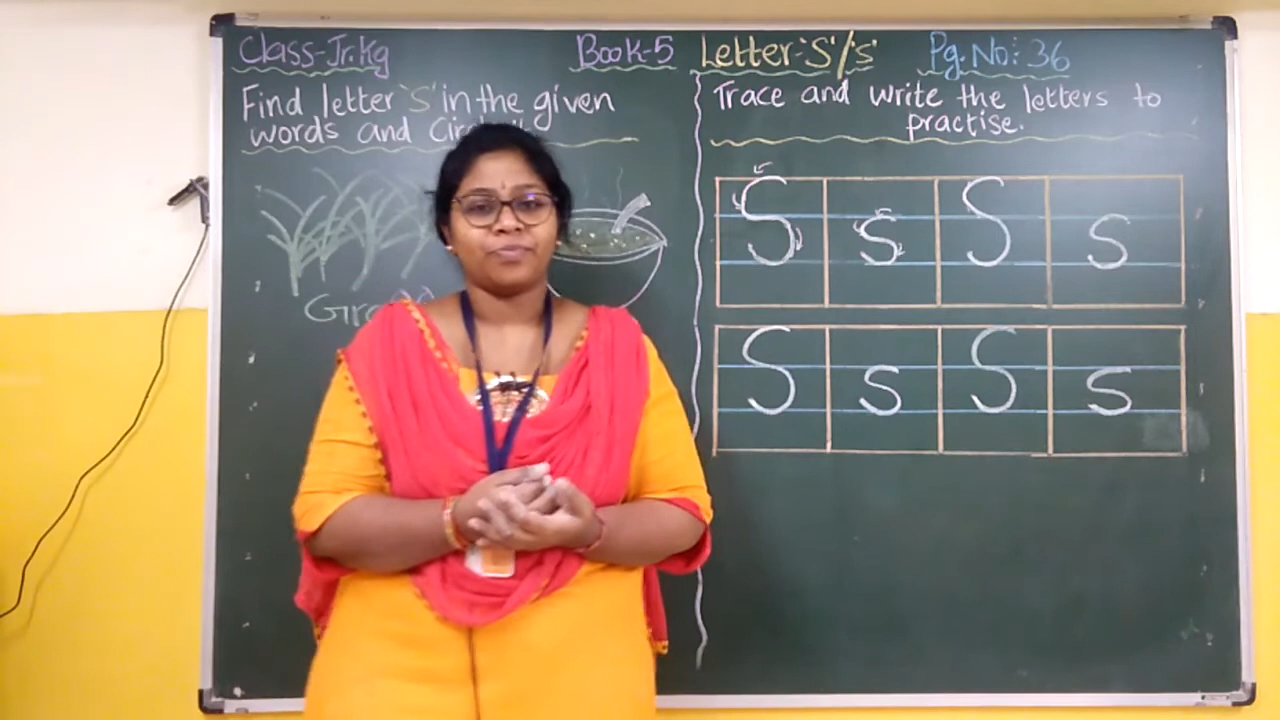 Class-Jr.Kg
Book-5
Letter-'S'/'s'
Pg.No:-36
Find letter 'S' in the given
words and
Trace and write the letters to
practise.
S s S s
S s S s